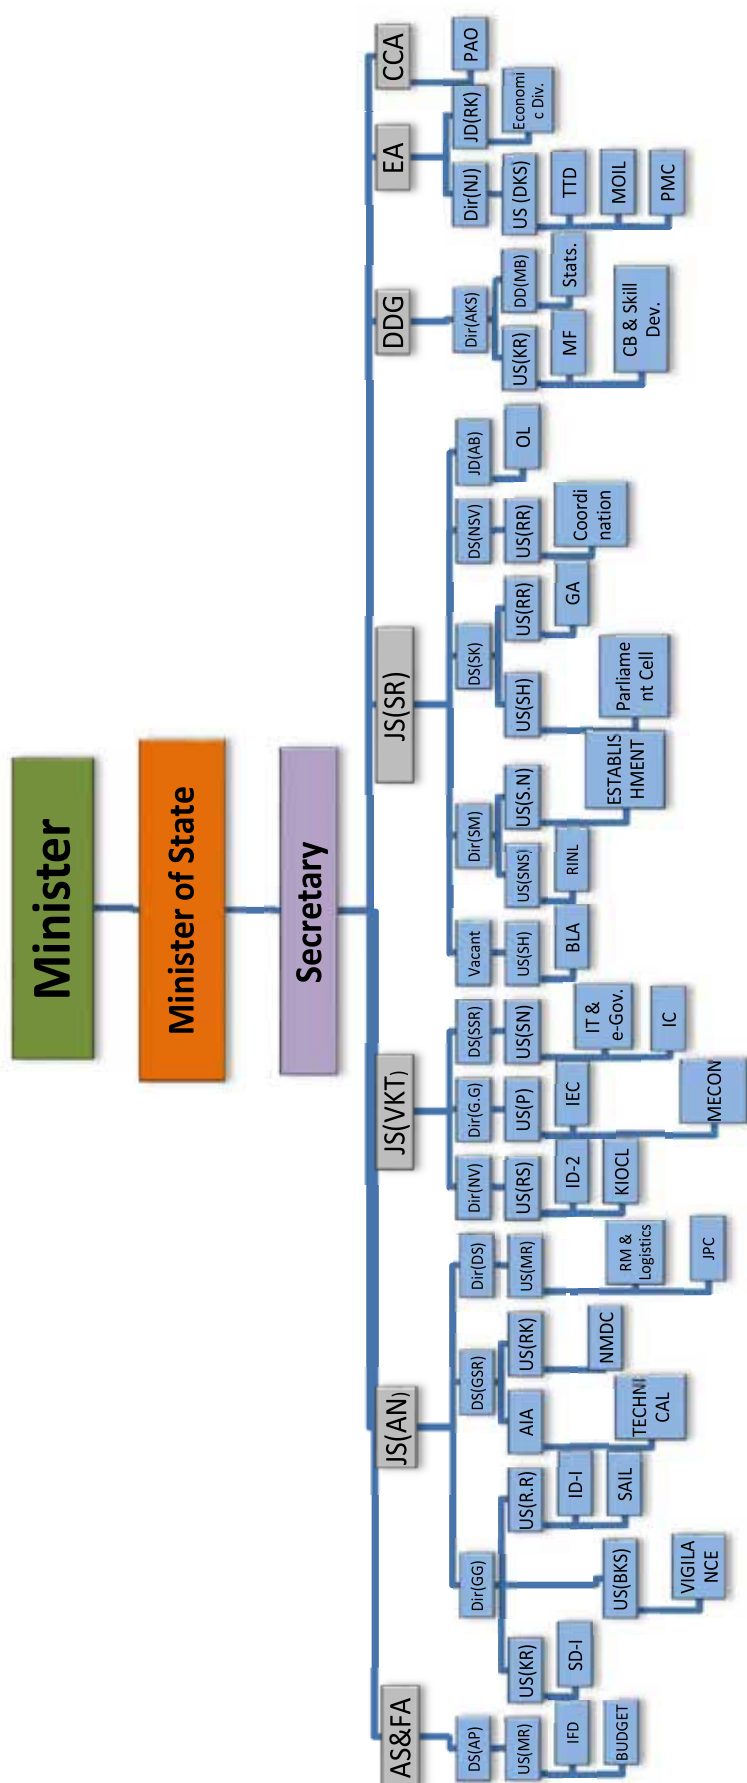 Minister
Minister of State
Secretary
AS&FA
JS(AN)
JS(VKT)
JS(SR)
DDG
EA
CCA
DS(AP)
US(MR)
IFD
BUDGET
Dir(GG)
US(KR)
SD-I
US(BKS)
VIGILA
NCE
US(R.R)
ID-I
SAIL
DS(GSR)
AIA
TECHNI
CAL
US(RK)
NMDC
Dir(DS)
US(MR)
RM &
Logistics
JPC
Dir(NV)
US(RS)
ID-2
KIOCL
Dir(G.G)
US(P)
IEC
MECON
DS(SSR)
US(SN)
IT &
e-Gov.
IC
Vacant
US(SH)
BLA
Dir(SM)
US(SNS)
RINL
US(S.N)
ESTABLIS
HMENT
DS(SK)
US(SH)
Parliame
nt Cell
US(RR)
GA
DS(NSV)
US(RR)
Coordi
nation
JD(AB)
OL
Dir(AKS)
US(KR)
MF
CB & Skill
Dev.
DD(MB)
Stats.
Dir(NJ)
US (DKS)
TTD
MOIL
PMC
JD(RK)
Economi
c Div.
PAO